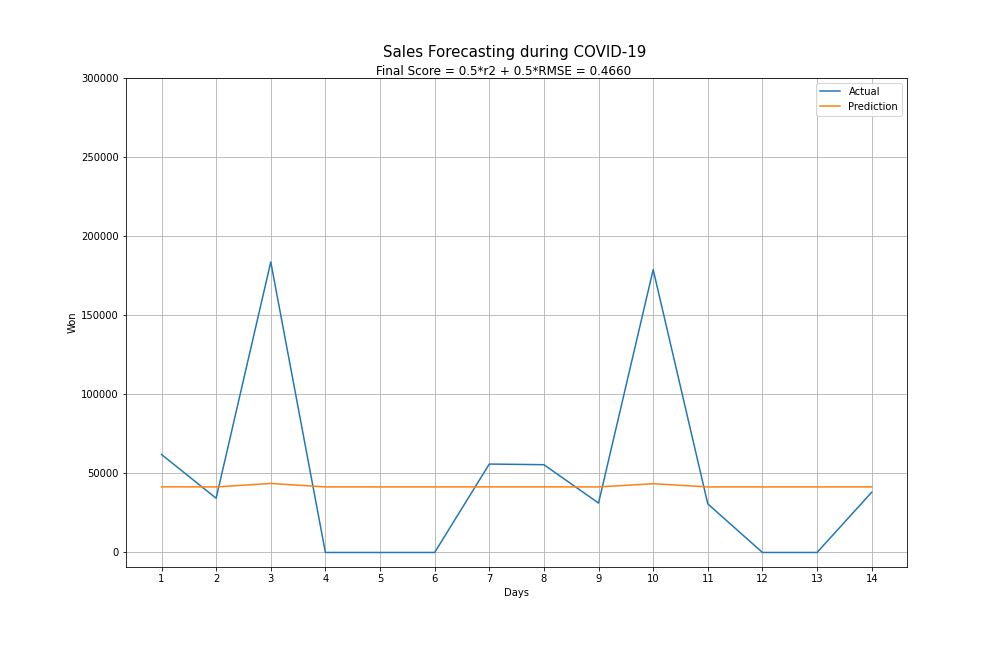 Sales Forecasting during COVID-19
Final Score = 0.5*r2 + 0.5*RMSE = 0.4660
Actual
Prediction
300000
250000
200000
150000
100000
50000
0
Won
1 2 3 4 5 6 7 8 9 10 11 12 13 14
Days